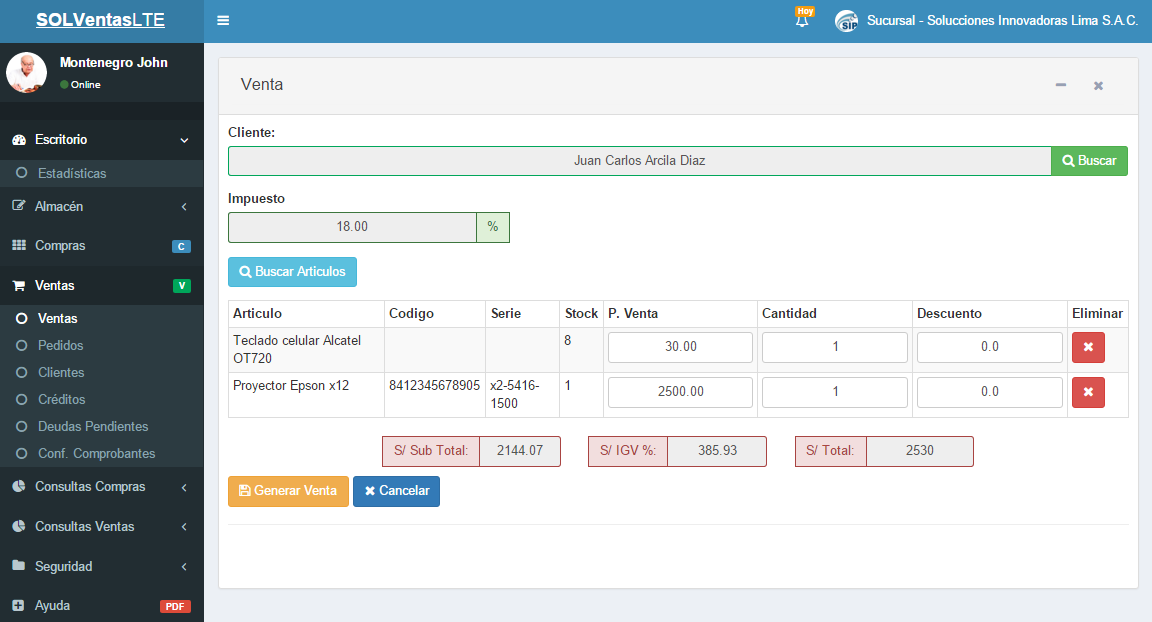 SOLVentasLTE
Hoy
SIP
Sucursal - Solucciones Innovadoras Lima S.A.C.
Montenegro John
Online
Escritorio
Estadísticas
Almacén
Compras
C
Ventas
V
Ventas
Pedidos
Clientes
Créditos
Deudas Pendientes
Conf. Comprobantes
Consultas Compras
Consultas Ventas
Seguridad
Ayuda
PDF
Venta
Cliente:
Juan Carlos Arcila Diaz
Buscar
Impuesto
18.00 %
Buscar Articulos
Articulo Codigo Serie Stock P. Venta Cantidad Descuento Eliminar
Teclado celular Alcatel 8 30.00 1 0.0
OT720
Proyector Epson x12 8412345678905 x2-5416- 1 2500.00 1 0.0
1500
S/ Sub Total: 2144.07 S/ IGV %: 385.93 S/ Total: 2530
Generar Venta Cancelar